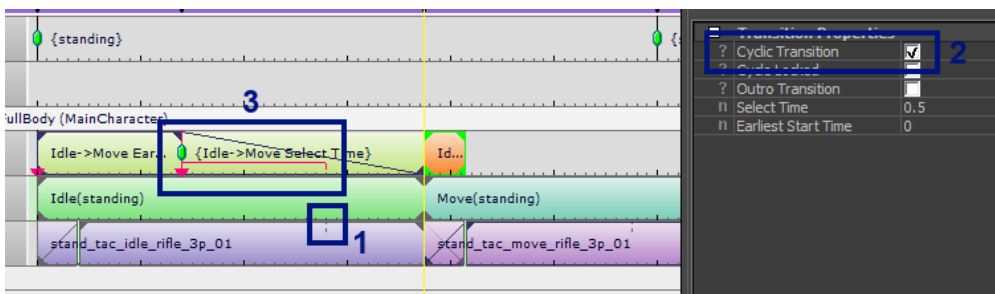 {standing}
{s
Transition Properties
? Cyclic Transition
2
? Cycle Locked
? Outro Transition
n Select Time 0.5
n Earliest Start Time 0
3
FullBody (MainCharacter)
Idle->Move Ear... {Idle->Move Select Time} Id...
Idle(standing) Move(standing)
1
stand_tac_idle_rifle_3p_01 stand_tac_move_rifle_3p_01